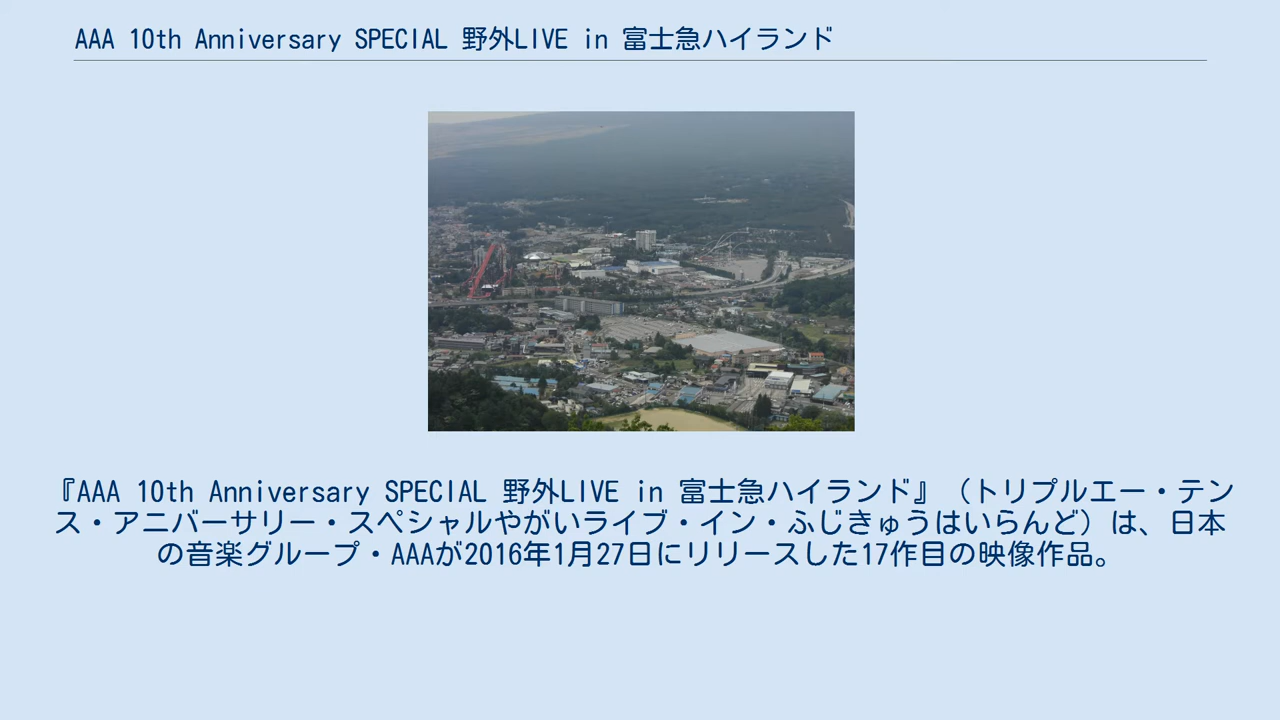 AAA 10th Anniversary SPECIAL 野外LIVE in 富士急ハイランド
『AAA 10th Anniversary SPECIAL 野外LIVE in 富士急ハイランド』（トリプルエー・テン
ス・アニバーサリー・スペシャルやがいライブ・イン・ふじきゅうはいらんど）は、日本
の音楽グループ・AAAが2016年1月27日にリリースした17作目の映像作品。